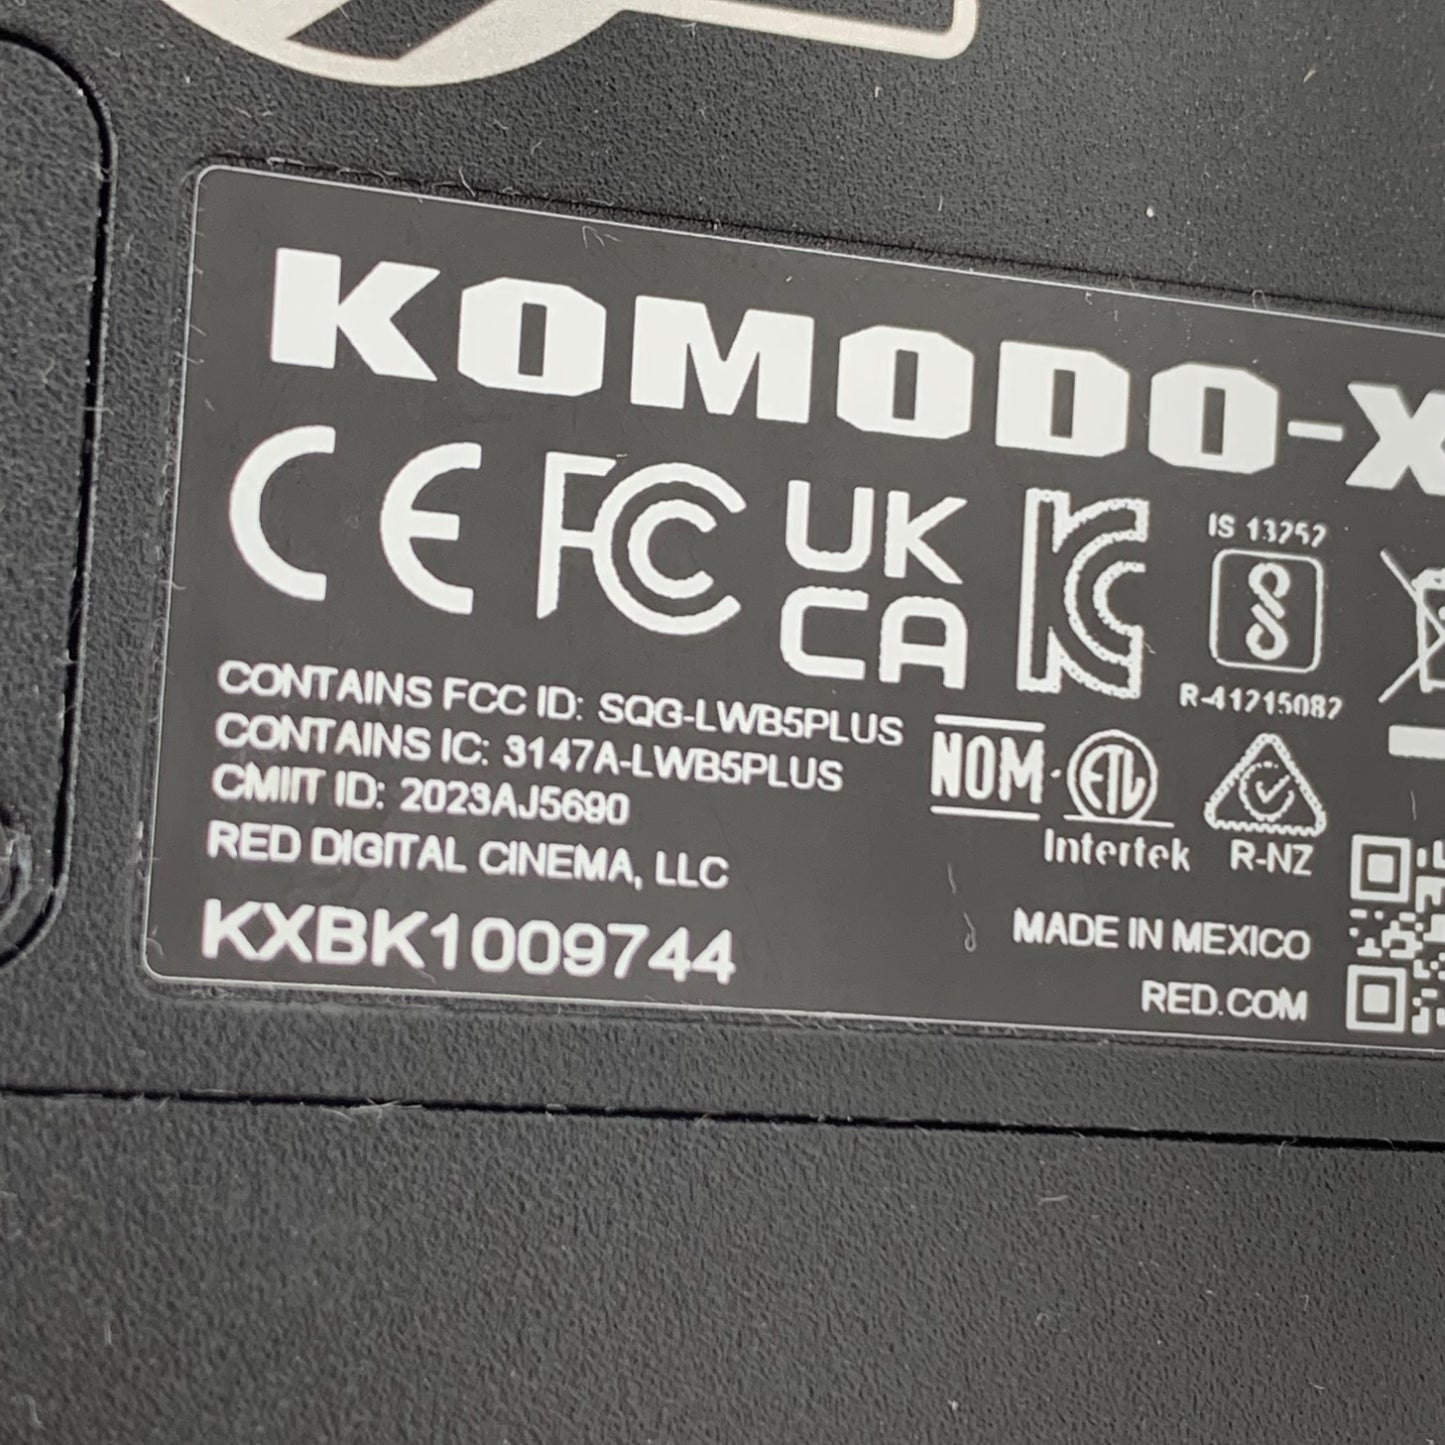 KOMODO-X
CE FC UK CA
IS 13252
R-41215082
CONTAINS FCC ID: SQG-LWB5PLUS
CONTAINS IC: 3147A-LWB5PLUS
CMIIT ID: 2023AJ5690
RED DIGITAL CINEMA, LLC
KXBK1009744
NOM
ETL
Intertek
R-NZ
MADE IN MEXICO
RED.COM